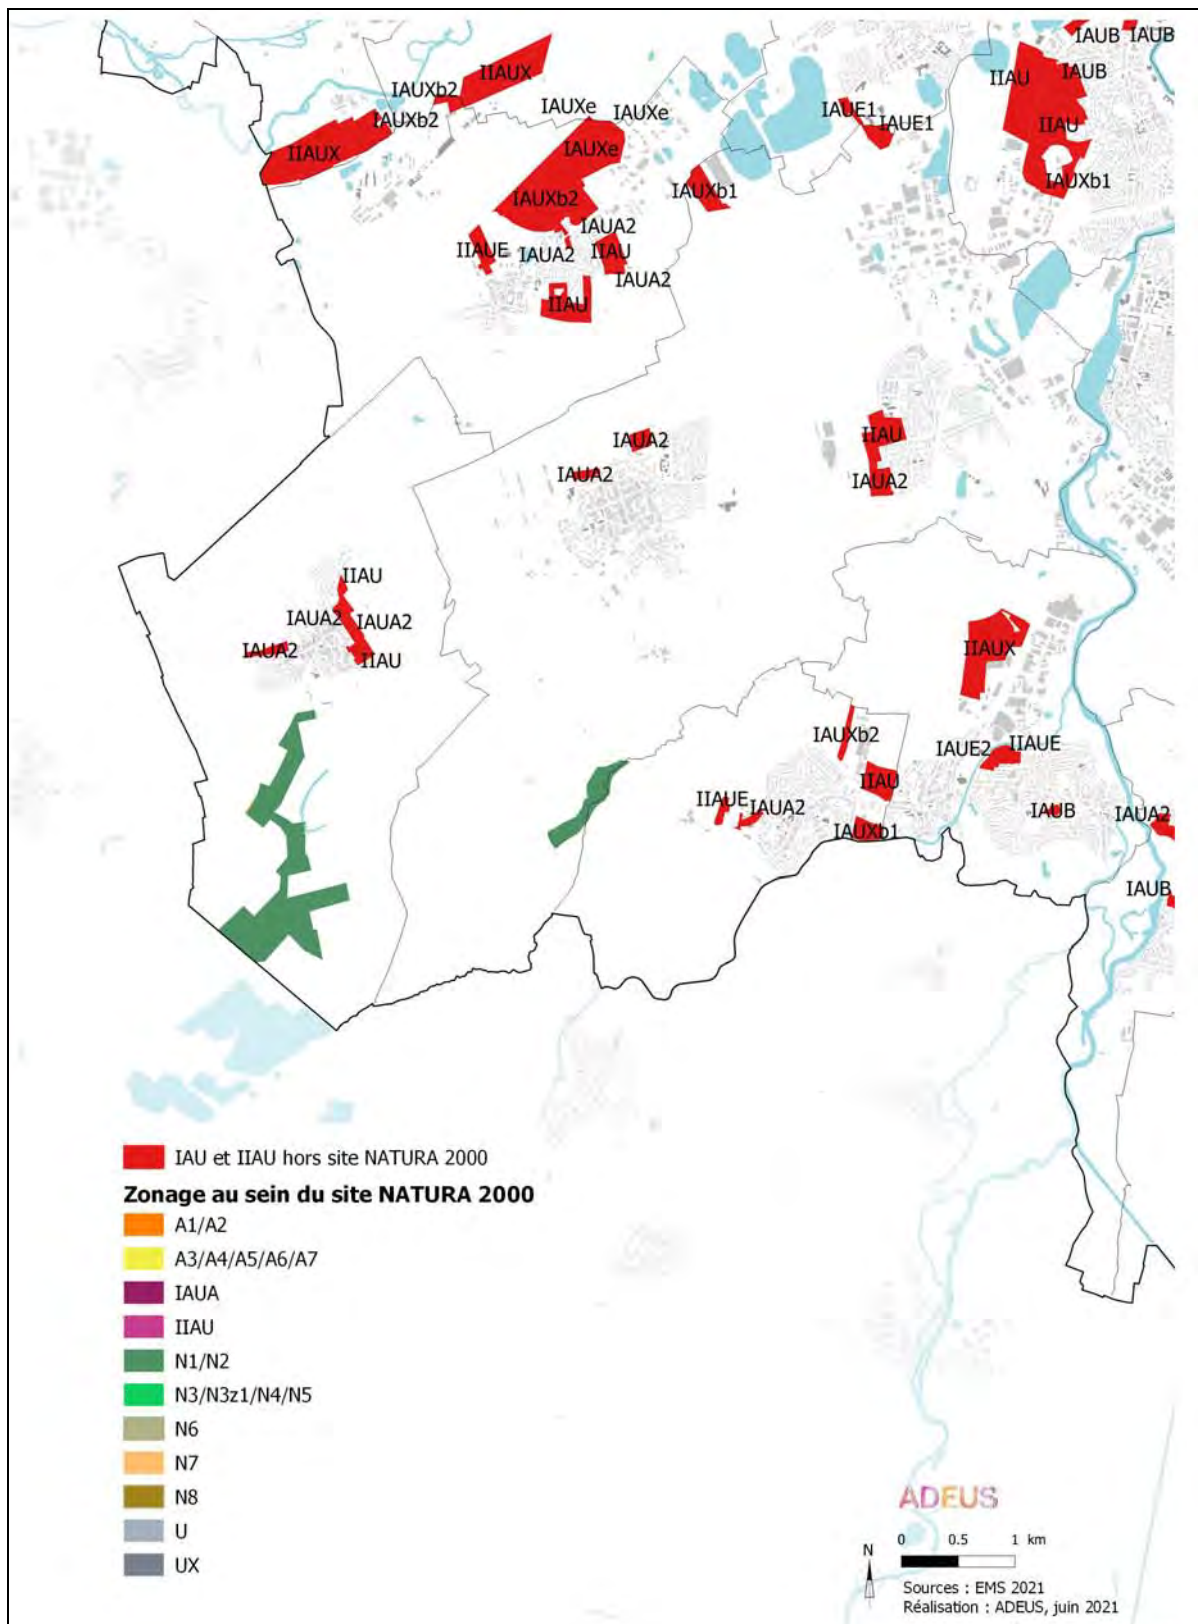 IAUB
IAUB
IIAUX
IIAU
IAUB
IAUXb2
IAUXe
IAUXe
IAUE1
IAUXb2
IAUE1
IIAU
IIAUX
IAUXe
IAUXb1
IAUXb2
IAUXb1
IAUA2
IIAUE
IAUA2
IIAU
IAUA2
IIAU
IAUA2
IIAU
IAUA2
IAUA2
IIAU
IAUA2
IAUA2
IAUA2
IIAU
IIAUX
IAUXb2
IAUE2
IIAUE
IIAU
IIAUE
IAUA2
IAUB
IAUA2
IAUXb1
IAUB
IAU et IIAU hors site NATURA 2000
Zonage au sein du site NATURA 2000
A1/A2
A3/A4/A5/A6/A7
IAUA
IIAU
N1/N2
N3/N3z1/N4/N5
N6
N7
N8
U
UX
ADEUS
0 0.5 1 km
N
Sources : EMS 2021
Réalisation : ADEUS, juin 2021